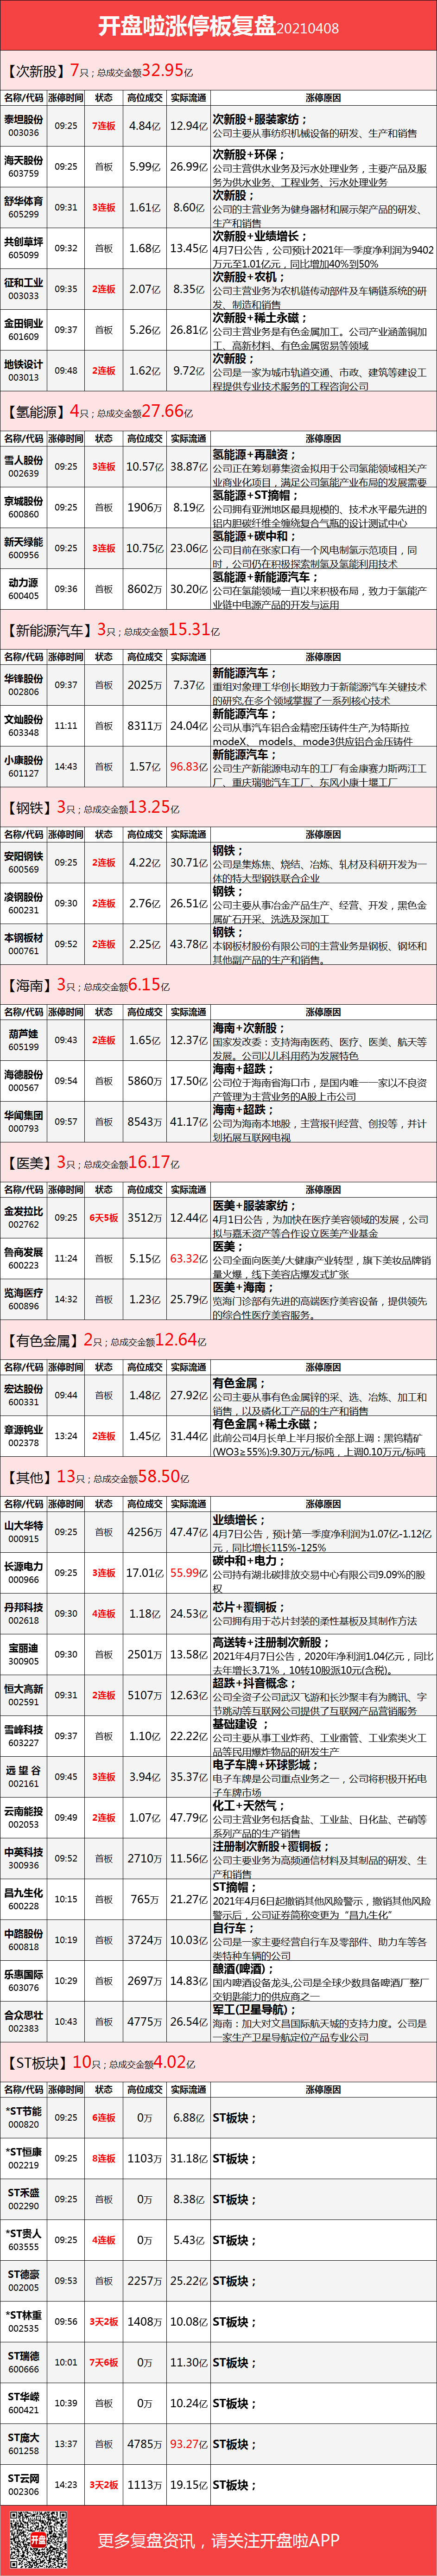 开盘啦涨停板复盘20210408
【次新股】7只；总成交金额32.95亿
名称/代码 涨停时间 状态 高位成交 实际流通 涨停原因
泰坦股份 003036 09:25 7连板 4.84亿 12.94亿 次新股+服装家纺；
公司主要从事纺织机械设备的研发、生产和销售
海天股份 603759 09:25 首板 5.99亿 26.99亿 次新股+环保；
公司主营供水业务及污水处理业务，主要产品及服
务为供水业务、工程业务、污水处理业务
舒华体育 605299 09:31 3连板 1.61亿 8.60亿 次新股；
公司的主营业务为健身器材和展示架产品的研发、
生产和销售
共创草坪 605099 09:32 首板 1.68亿 13.45亿 次新股+业绩增长；
4月7日公告，公司预计2021年一季度净利润为9402
万元至1.01亿元，同比增加40%到50%
征和工业 003033 09:35 2连板 2.07亿 8.35亿 次新股+农机；
公司主营业务为农机链传动部件及车辆链系统的研
发、制造和销售
金田铜业 601609 09:37 首板 5.26亿 26.81亿 次新股+稀土永磁；
公司主营业务是有色金属加工。公司产业涵盖铜加
工、高新材料、有色金属贸易等领域
地铁设计 003013 09:48 2连板 1.62亿 9.72亿 次新股；
公司是一家为城市轨道交通、市政、建筑等建设工
程提供专业技术服务的工程咨询公司
【氢能源】4只；总成交金额27.66亿
名称/代码 涨停时间 状态 高位成交 实际流通 涨停原因
雪人股份 002639 09:25 3连板 10.57亿 38.87亿 氢能源+再融资；
公司正在筹划募集资金拟用于公司氢能领域相关产
业商业化项目，满足公司氢能产业布局的发展需要
京城股份 600860 09:25 首板 1906万 8.19亿 氢能源+ST摘帽；
公司拥有亚洲地区最具规模的、技术水平最先进的
铝内胆碳纤维全缠绕复合气瓶的设计测试中心
新天绿能 600956 09:25 3连板 10.75亿 23.06亿 氢能源+碳中和；
公司目前在张家口有一个风电制氢示范项目，同
时，公司仍在积极探索制氢及氢能利用技术
动力源 600405 09:36 首板 8602万 30.20亿 氢能源+新能源汽车；
公司在氢能领域一直以来积极布局，致力于氢能产
业链中电源产品的开发与运用
【新能源汽车】3只；总成交金额15.31亿
名称/代码 涨停时间 状态 高位成交 实际流通 涨停原因
华锋股份 002806 09:37 首板 2025万 7.37亿 新能源汽车；
重组对象理工华创长期致力于新能源汽车关键技术
的研究,在多个领域掌握了一系列核心技术
文灿股份 603348 11:11 首板 8311万 24.04亿 新能源汽车；
公司从事汽车铝合金精密压铸件生产,为特斯拉
modeX、 models、mode3供应铝合金压铸件
小康股份 601127 14:43 首板 1.57亿 96.83亿 新能源汽车；
公司生产新能源电动车的工厂有金康赛力斯两江工
厂、重庆瑞驰汽车工厂、东风小康十堰工厂
【钢铁】3只；总成交金额13.25亿
名称/代码 涨停时间 状态 高位成交 实际流通 涨停原因
安阳钢铁 600569 09:25 2连板 4.22亿 30.71亿 钢铁；
公司是集炼焦、烧结、冶炼、轧材及科研开发为一
体的特大型钢铁联合企业
凌钢股份 600231 09:30 2连板 2.76亿 26.51亿 钢铁；
公司主要从事冶金产品生产、经营、开发，黑色金
属矿石开采、洗选及深加工
本钢板材 000761 09:52 2连板 2.25亿 43.78亿 钢铁；
本钢板材股份有限公司的主营业务是钢板、钢坯和
其他副产品的生产和销售。
【海南】3只；总成交金额6.15亿
名称/代码 涨停时间 状态 高位成交 实际流通 涨停原因
葫芦娃 605199 09:43 2连板 1.65亿 12.37亿 海南+次新股；
国家发改委：支持海南医药、医疗、医美、航天等
发展。公司以儿科用药为发展特色
海德股份 000567 09:54 首板 5860万 17.50亿 海南+超跌；
公司位于海南省海口市，是国内唯一一家以不良资
产管理为主营业务的A股上市公司
华闻集团 000793 09:57 首板 8543万 41.17亿 海南+超跌；
公司为海南本地股，主营报刊经营、创投等，并计
划拓展互联网电视
【医美】3只；总成交金额16.17亿
名称/代码 涨停时间 状态 高位成交 实际流通 涨停原因
金发拉比 002762 09:25 6天5板 3512万 12.44亿 医美+服装家纺；
4月1日公告，为加快在医疗美容领域的发展，公司
拟与嘉禾资产等合作设立医美产业基金
鲁商发展 600223 11:24 首板 5.15亿 63.32亿 医美；
公司全面向医美/大健康产业转型，旗下美妆品牌销
量火爆，线下美容店爆发式扩张
览海医疗 600896 14:32 首板 1.23亿 25.79亿 医美+海南；
览海门诊部有先进的高端医疗美容设备，提供领先
的综合性医疗美容服务。
【有色金属】2只；总成交金额12.64亿
名称/代码 涨停时间 状态 高位成交 实际流通 涨停原因
宏达股份 600331 09:44 首板 1.48亿 27.92亿 有色金属；
公司主要从事有色金属锌的采、选、冶炼、加工和
销售，以及磷化工产品的生产和销售
章源钨业 002378 13:24 2连板 1.45亿 31.44亿 有色金属+稀土永磁；
此前公司4月长单上半月报价全部上调：黑钨精矿
(WO3≥55%):9.30万元/标吨，上调0.10万元/标吨
【其他】13只；总成交金额58.50亿
名称/代码 涨停时间 状态 高位成交 实际流通 涨停原因
山大华特 000915 09:25 首板 4256万 47.47亿 业绩增长；
4月7日公告，预计第一季度净利润为1.07亿-1.12亿
元，同比增长115%-125%
长源电力 000966 09:25 3连板 17.01亿 55.99亿 碳中和+电力；
公司持有湖北碳排放交易中心有限公司9.09%的股
权
丹邦科技 002618 09:30 4连板 1.18亿 24.53亿 芯片+覆铜板；
公司拥有用于芯片封装的柔性基板及其制作方法
宝丽迪 300905 09:30 首板 2501万 13.58亿 高送转+注册制次新股；
2021年4月7日公告，2020年净利润1.04亿元，同比
去年增长3.71%，10转10股派10元(含税)。
恒大高新 002591 09:31 2连板 5107万 12.63亿 超跌+抖音概念；
公司全资子公司武汉飞游和长沙聚丰有为腾讯、字
节跳动等互联网公司提供了互联网产品营销服务
雪峰科技 603227 09:37 首板 1.10亿 22.22亿 基础建设 ；
公司主要从事工业炸药、工业雷管、工业索类火工
品等民用爆炸物品的研发生产
远 望 谷 002161 09:45 3连板 3.94亿 35.37亿 电子车牌+环球影城；
电子车牌是公司重点业务之一，公司将积极开拓电
子车牌市场
云南能投 002053 09:49 2连板 1.07亿 47.79亿 化工+天然气；
公司主营业务包括食盐、工业盐、日化盐、芒硝等
系列产品的生产销售
中英科技 300936 09:52 首板 2710万 11.56亿 注册制次新股+覆铜板；
公司主要业务为高频通信材料及其制品的研发、生
产和销售
昌九生化 600228 10:15 首板 765万 21.27亿 ST摘帽；
2021年4月6日起撤销其他风险警示，撤销其他风险
警示后，公司证券简称变更为“昌九生化”
中路股份 600818 10:19 首板 3724万 10.03亿 自行车；
公司是一家主要经营自行车及零部件、助力车等各
类特种车辆的公司
乐惠国际 603076 10:29 首板 2697万 14.83亿 酿酒(啤酒)；
国内啤酒设备龙头,公司是全球少数具备啤酒厂整厂
交钥匙能力的供应商之一
合众思壮 002383 10:43 首板 4775万 26.54亿 军工(卫星导航)；
海南：加大对文昌国际航天城的支持力度。公司是
一家生产卫星导航定位产品专业公司
【ST板块】10只；总成交金额4.02亿
名称/代码 涨停时间 状态 高位成交 实际流通 涨停原因
*ST节能 000820 09:25 6连板 0万 6.88亿 ST板块；
*ST恒康 002219 09:25 8连板 1103万 31.18亿 ST板块；
ST禾盛 002290 09:25 首板 0万 8.38亿 ST板块；
*ST贵人 603555 09:25 4连板 0万 5.43亿 ST板块；
ST德豪 002005 09:53 首板 2257万 25.22亿 ST板块；
*ST林重 002535 09:56 3天2板 1408万 10.08亿 ST板块；
ST瑞德 600666 10:01 7天6板 0万 11.30亿 ST板块；
ST华嵘 600421 10:39 首板 0万 10.24亿 ST板块；
ST庞大 601258 13:37 首板 4785万 93.27亿 ST板块；
ST云网 002306 14:23 3天2板 1113万 19.15亿 ST板块；
开盘
更多复盘资讯，请关注开盘啦APP